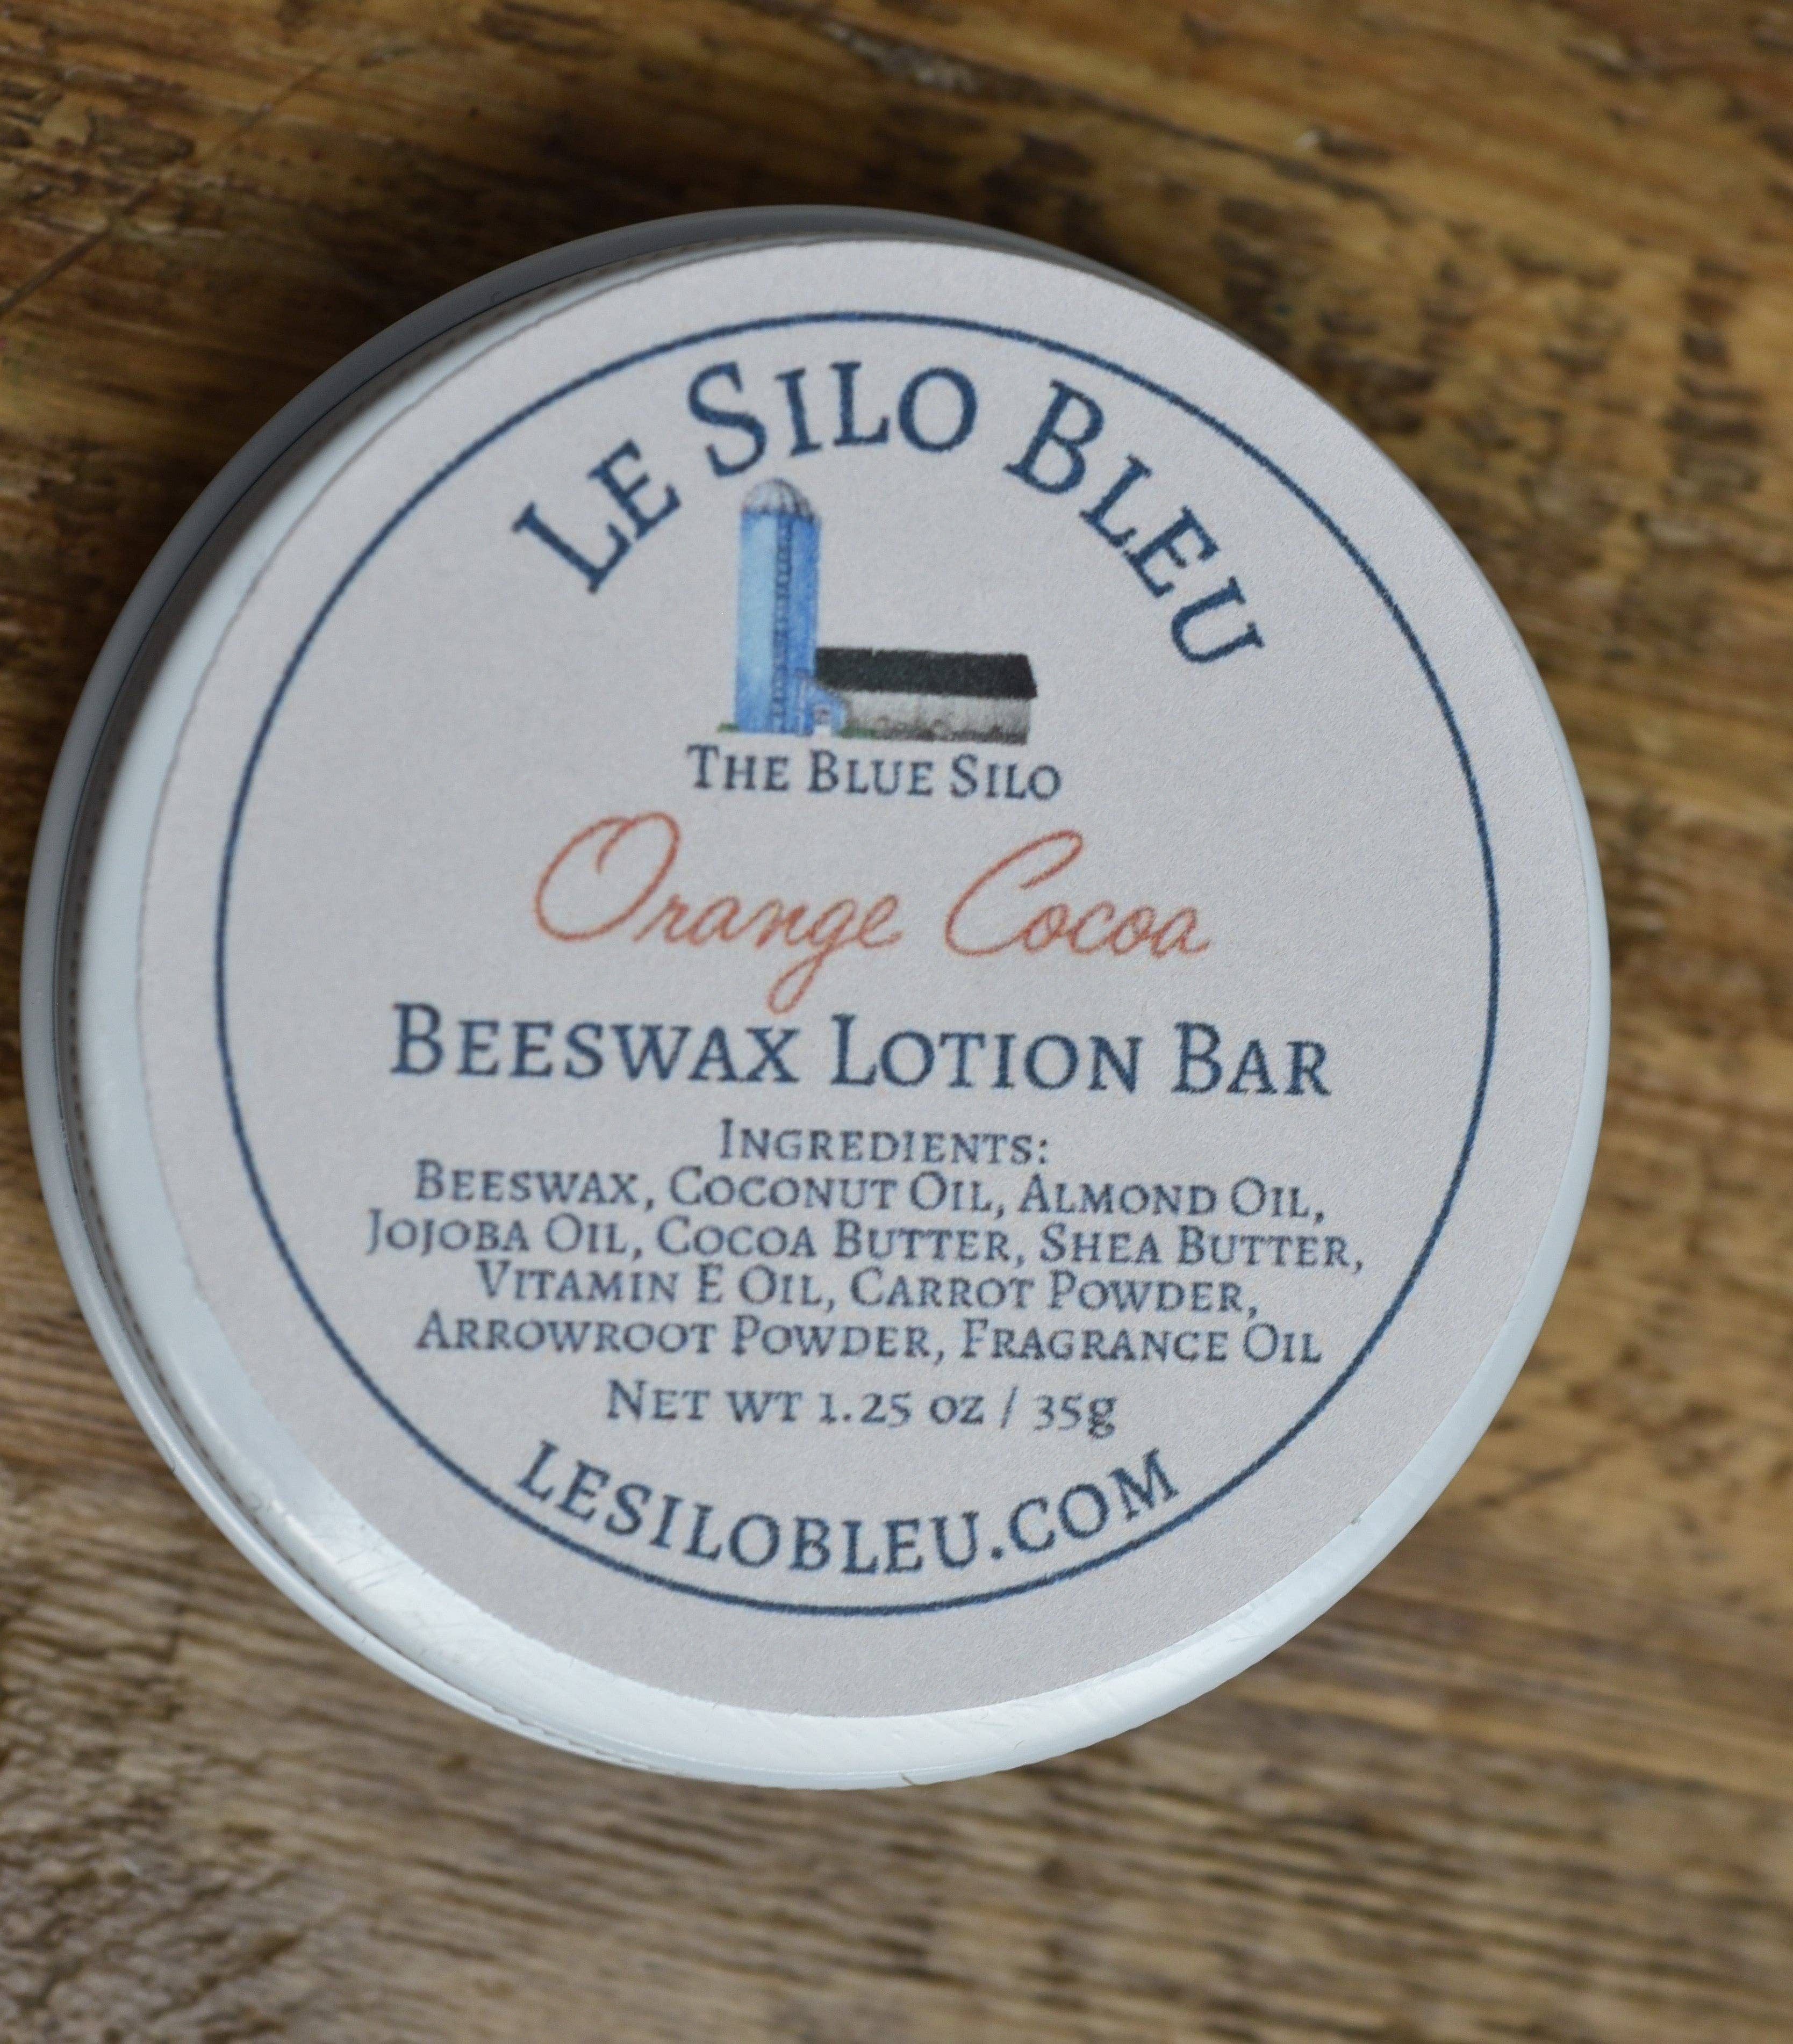 Le Silo Bleu
The Blue Silo
Orange Cocoa
Beeswax Lotion Bar
Ingredients:
Beeswax, Coconut Oil, Almond Oil,
Jojoba Oil, Cocoa Butter, Shea Butter,
Vitamin E Oil, Carrot Powder,
Arrowroot Powder, Fragrance Oil
Net wt 1.25 oz / 35g
lesilobleu.com